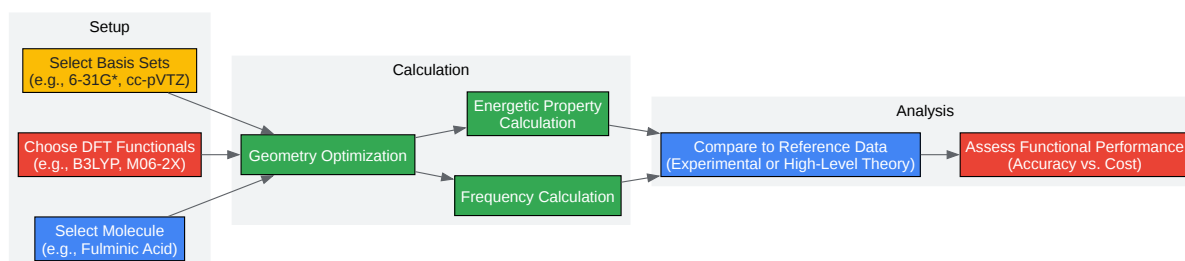 Setup
Select Basis Sets
(e.g., 6-31G*, cc-pVTZ)
Choose DFT Functionals
(e.g., B3LYP, M06-2X)
Select Molecule
(e.g., Fulminic Acid)
Calculation
Geometry Optimization
Energetic Property
Calculation
Frequency Calculation
Analysis
Compare to Reference Data
(Experimental or High-Level Theory)
Assess Functional Performance
(Accuracy vs. Cost)